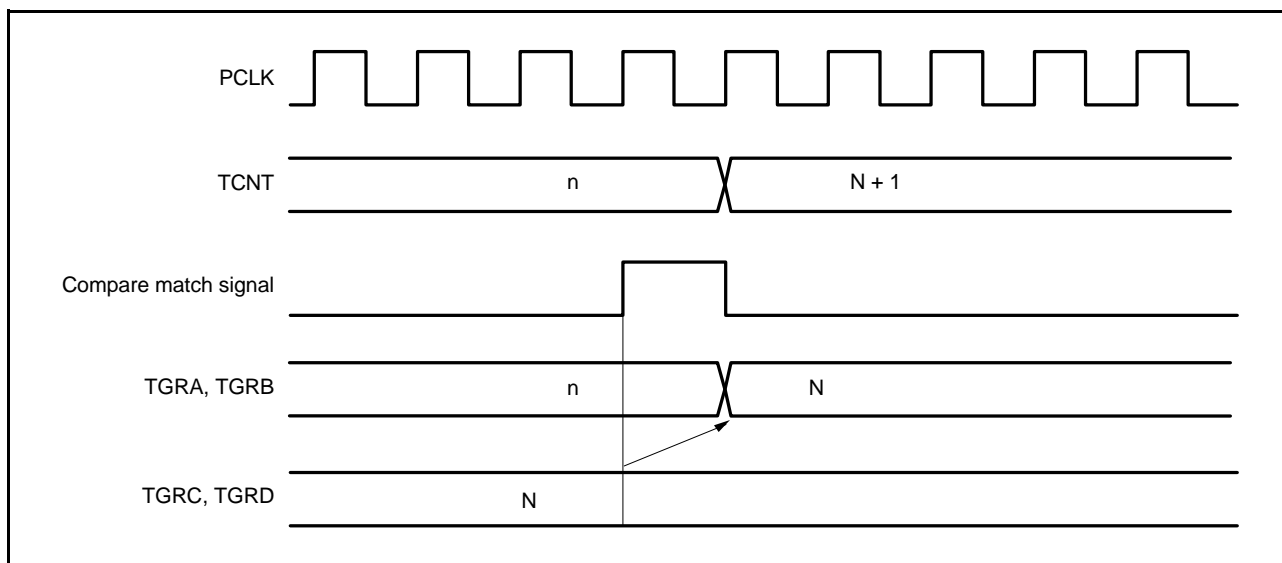 PCLK
TCNT n N + 1
Compare match signal
TGRA, TGRB n N
TGRC, TGRD N